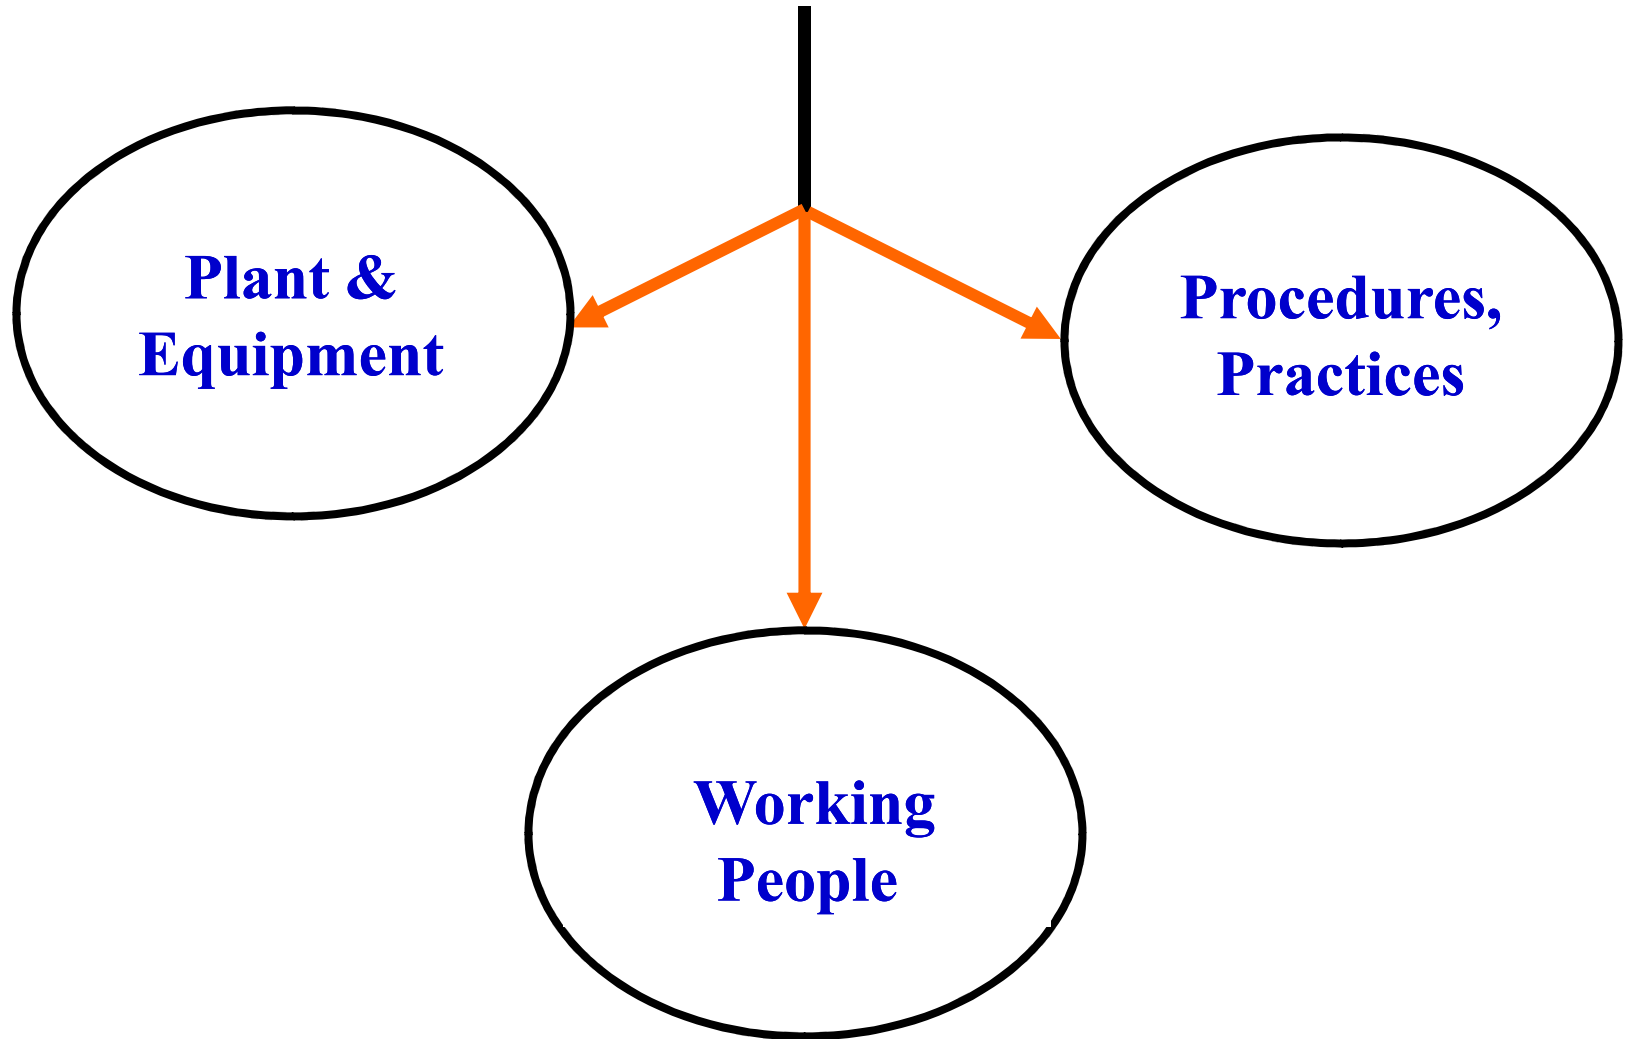 Plant &
Equipment
Procedures,
Practices
Working
People